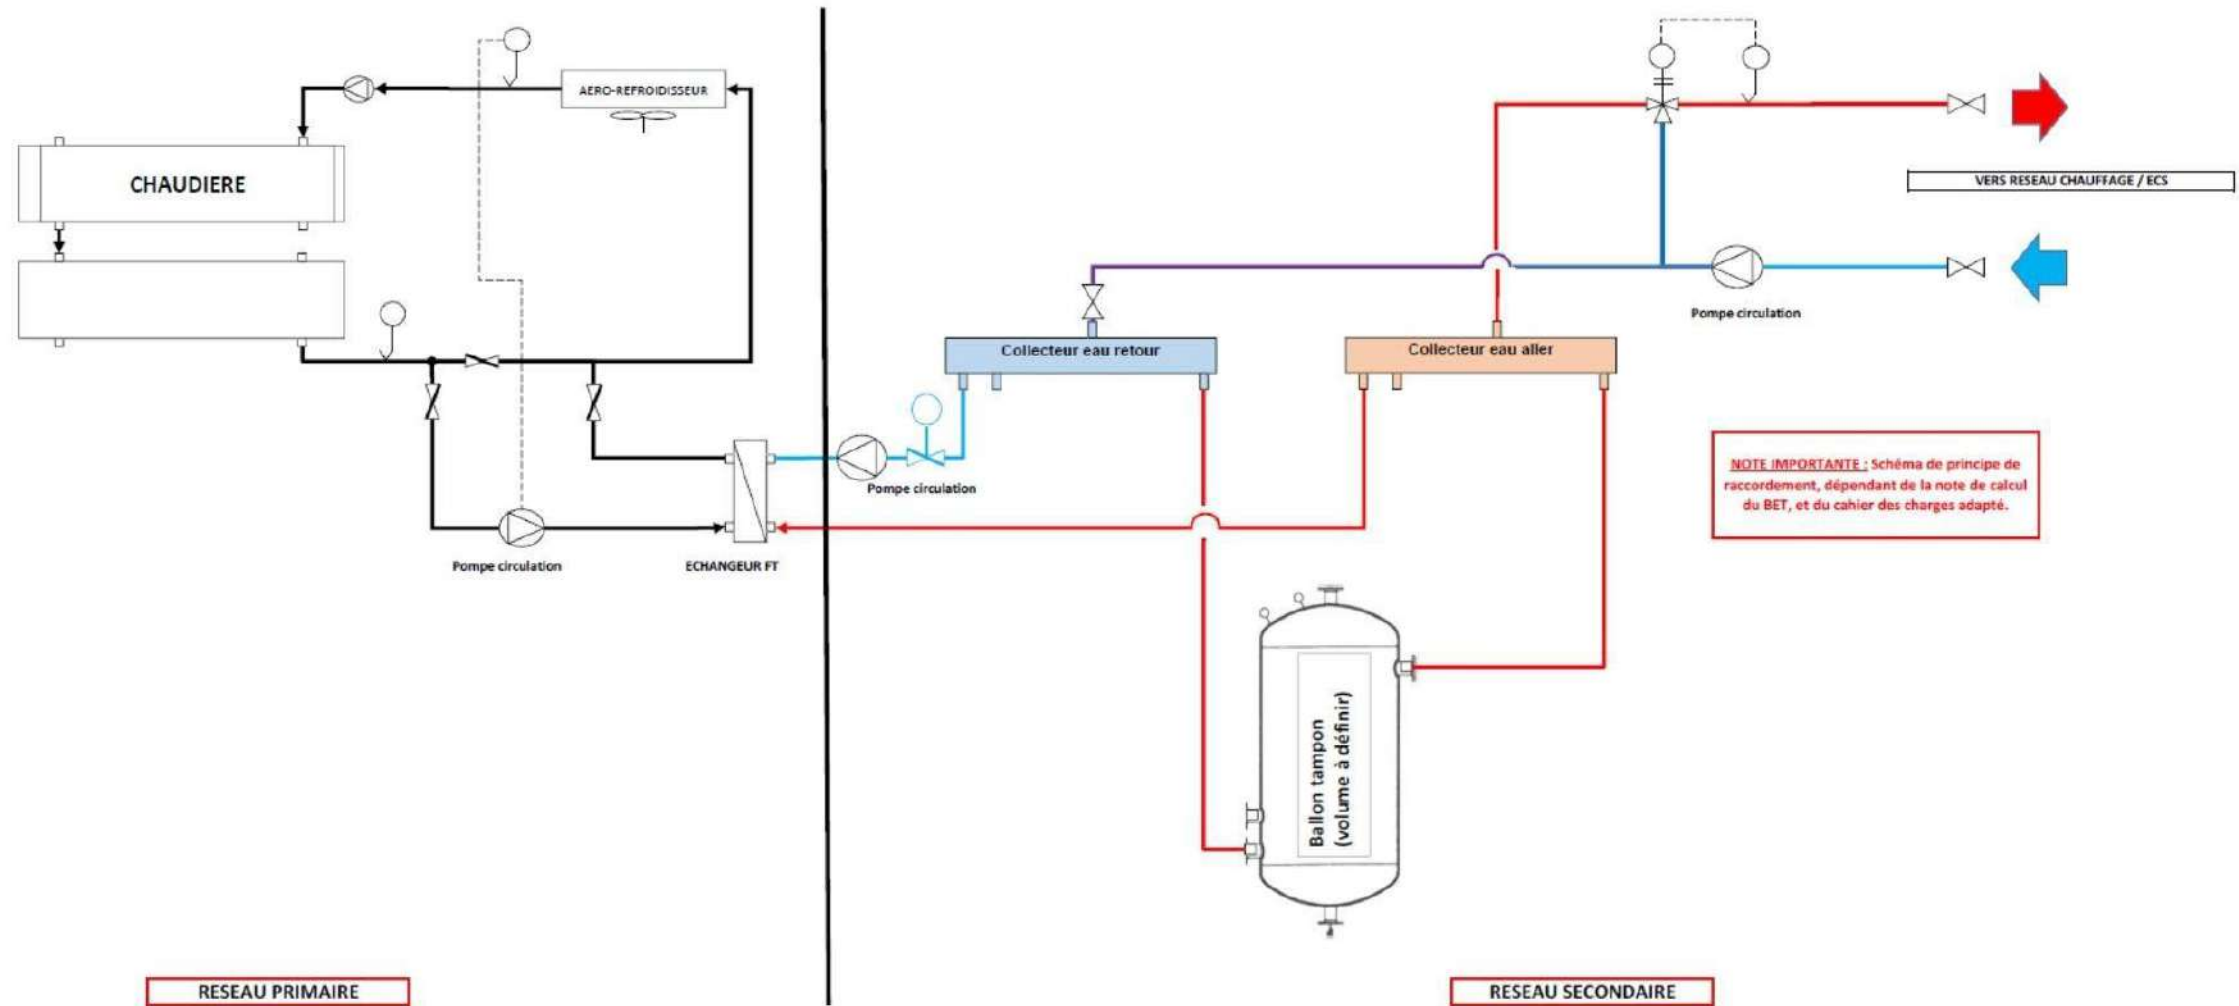 AERO-REFROIDISSEUR
CHAUDIERE
VERS RESEAU CHAUFFAGE / ECS
Pompe circulation
Collecteur eau retour
Collecteur eau aller
NOTE IMPORTANTE : Schéma de principe de
raccordement, dépendant de la note de calcul
du BET, et du cahier des charges adapté.
Pompe circulation
Pompe circulation
ECHANGEUR FT
Ballon tampon
(volume à définir)
RESEAU PRIMAIRE
RESEAU SECONDAIRE